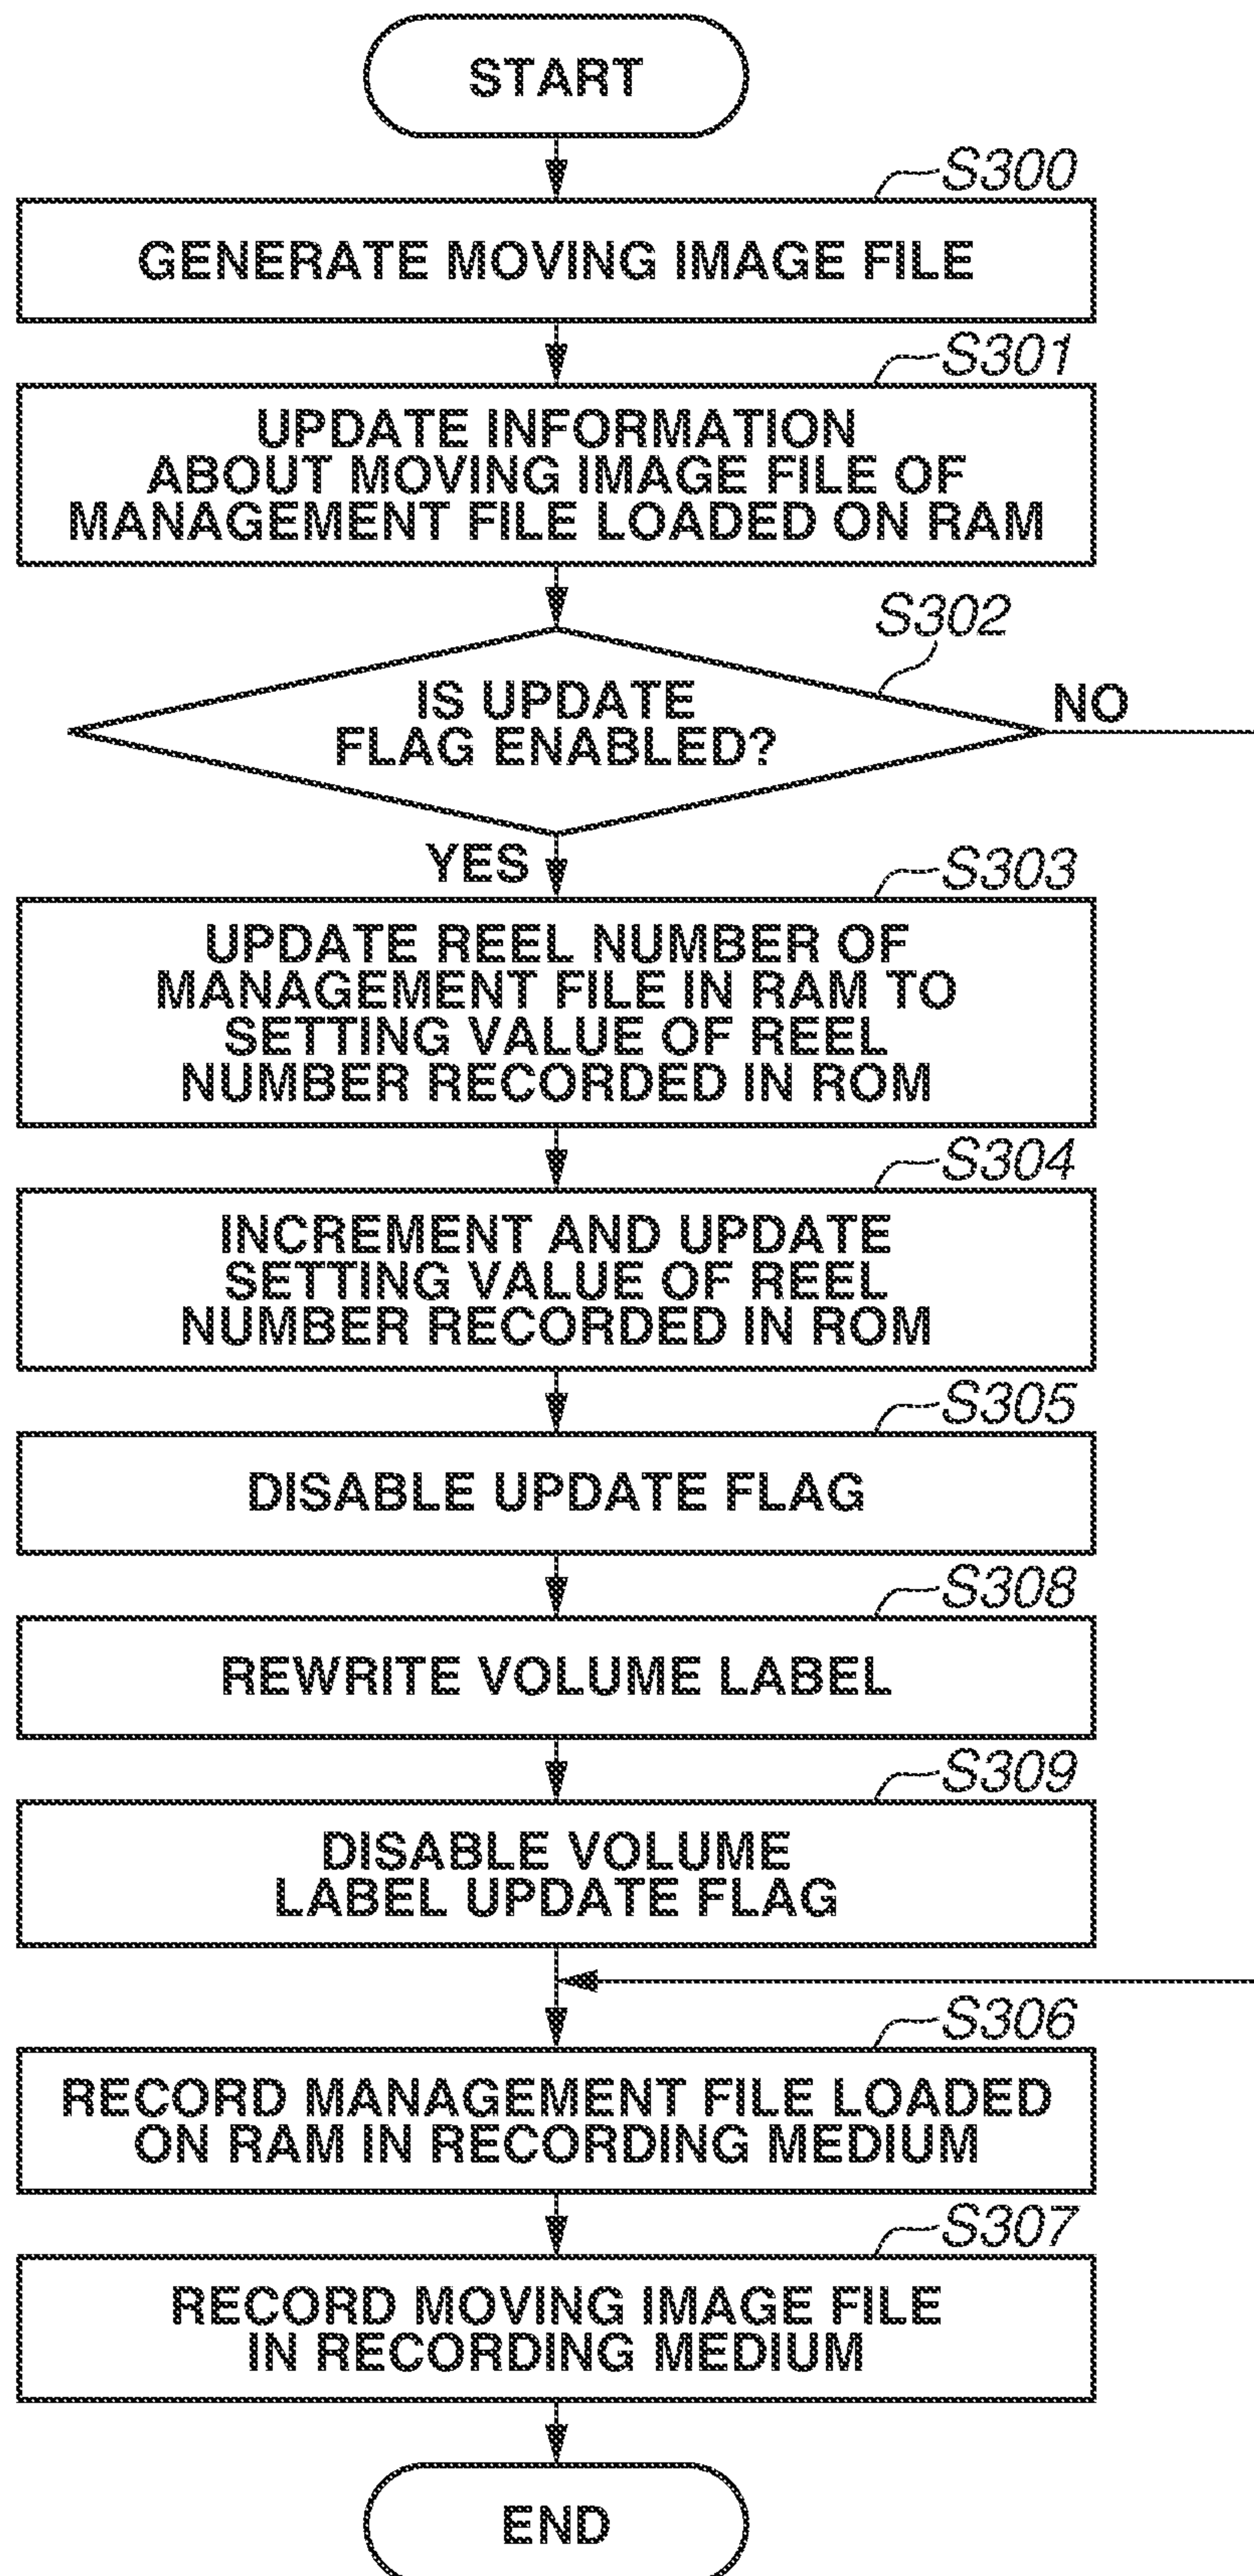 START
S300
GENERATE MOVING IMAGE FILE
S301
UPDATE INFORMATION
ABOUT MOVING IMAGE FILE OF
MANAGEMENT FILE LOADED ON RAM
S302
IS UPDATE
FLAG ENABLED?
NO
YES
S303
UPDATE REEL NUMBER OF
MANAGEMENT FILE IN RAM TO
SETTING VALUE OF REEL
NUMBER RECORDED IN ROM
S304
INCREMENT AND UPDATE
SETTING VALUE OF REEL
NUMBER RECORDED IN ROM
S305
DISABLE UPDATE FLAG
S308
REWRITE VOLUME LABEL
S309
DISABLE VOLUME
LABEL UPDATE FLAG
S306
RECORD MANAGEMENT FILE LOADED
ON RAM IN RECORDING MEDIUM
S307
RECORD MOVING IMAGE FILE
IN RECORDING MEDIUM
END